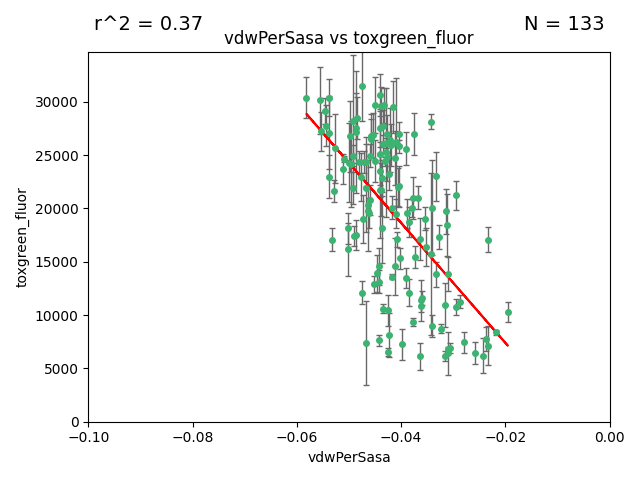 r^2 = 0.37
N = 133
vdwPerSasa vs toxgreen_fluor
30000
25000
20000
15000
10000
5000
0
toxgreen_fluor
−0.10
−0.08
−0.06
−0.04
−0.02
0.00
vdwPerSasa